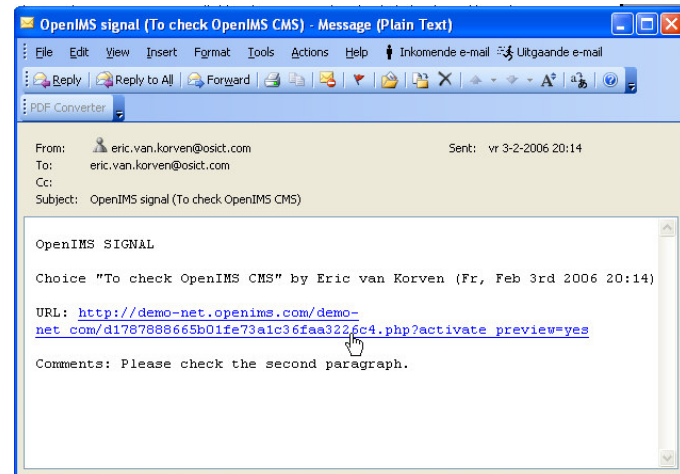 OpenIMS signal (To check OpenIMS CMS) - Message (Plain Text)
File Edit View Insert Format Tools Actions Help Inkomende e-mail Uitgaande e-mail
Reply Reply to All Forward
PDF Converter
From: eric.van.korven@osict.com Sent: vr 3-2-2006 20:14
To: eric.van.korven@osict.com
Cc:
Subject: OpenIMS signal (To check OpenIMS CMS)
OpenIMS SIGNAL
Choice "To check OpenIMS CMS" by Eric van Korven (Fr, Feb 3rd 2006 20:14)
URL: http://demo-net.openims.com/demo-
net_com/d1787888665b01fe73a1c36faa3226c4.php?activate_preview=yes
Comments: Please check the second paragraph.